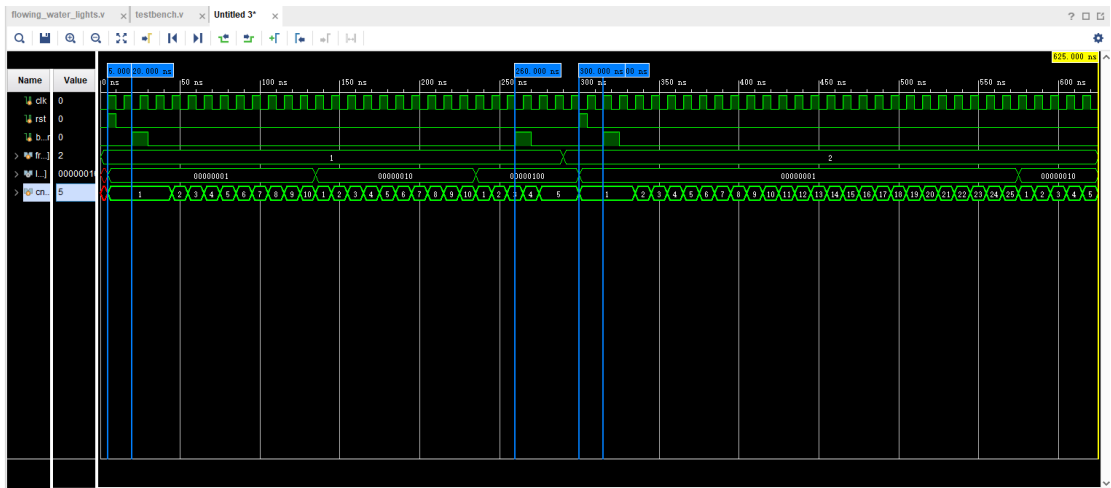 flowing_water_lights.v × testbench.v × Untitled 3* ×
625.000 ns
5.000 20.000 ns 260.000 ns 300.000 ns
Name Value 0 ns 50 ns 100 ns 150 ns 200 ns 250 ns 300 ns 350 ns 400 ns 450 ns 500 ns 550 ns 600 ns
clk 0
rst 0
b...n 0
fr...] 2 1 2
l...] 00000010 00000001 00000010 00000100 00000001 00000010
cn... 5 1 2 3 4 5 6 7 8 9 10 1 2 3 4 5 6 7 8 9 10 1 2 3 4 5 1 2 3 4 5 6 7 8 9 10 11 12 13 14 15 16 17 18 19 20 21 22 23 24 25 1 2 3 4 5